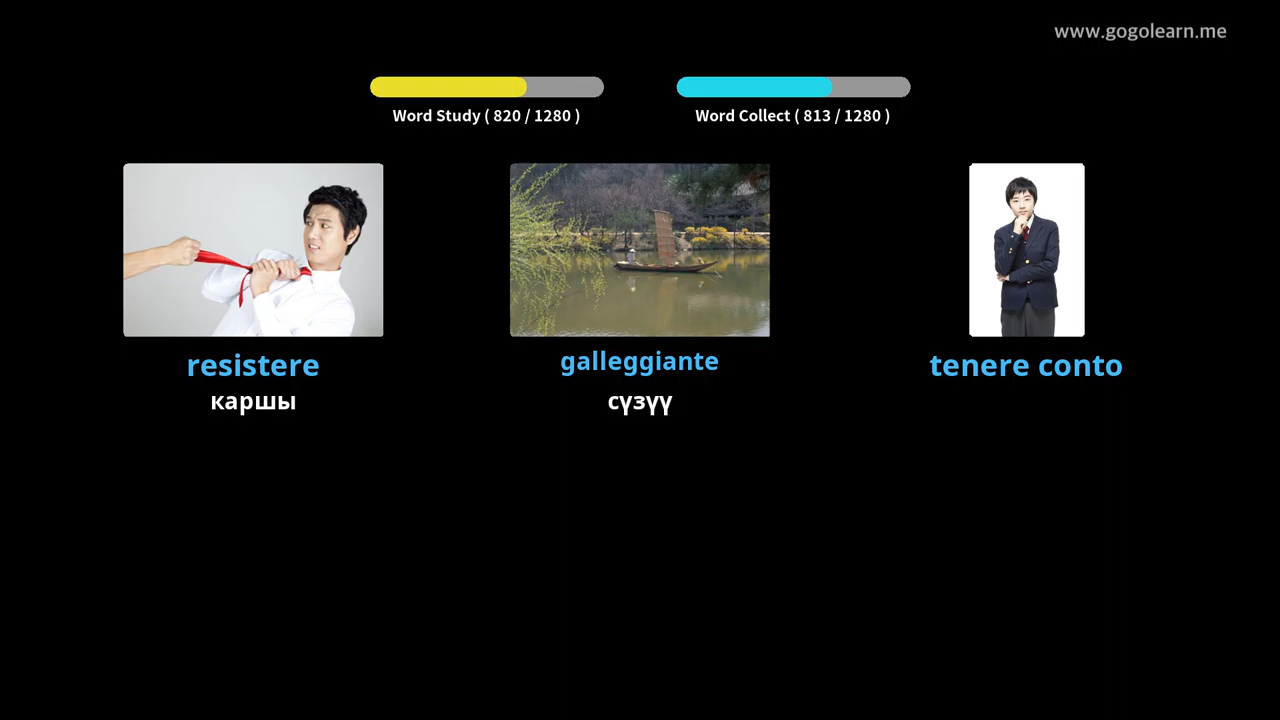 www.gogolearn.me
Word Study ( 820 / 1280 )
Word Collect ( 813 / 1280 )
resistere
galleggiante
tenere conto
каршы
сүзүү